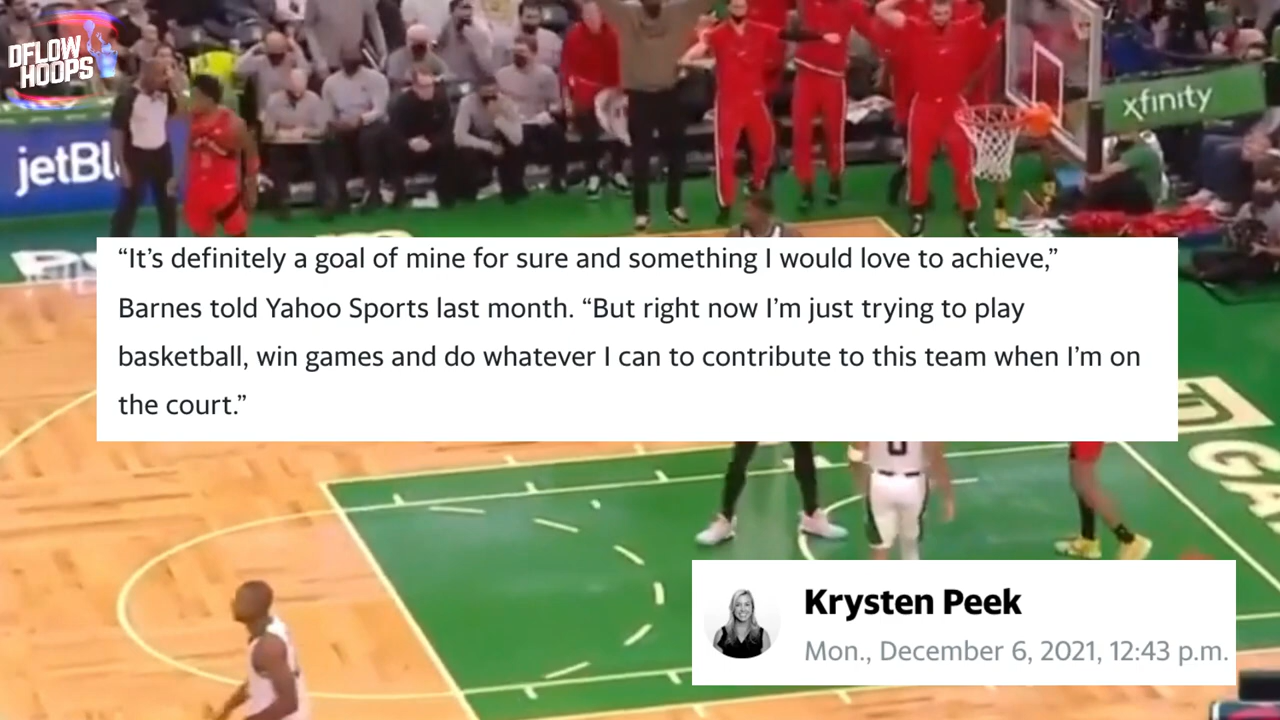 DFLOW
HOOPS
xfinity
jetBl
“It’s definitely a goal of mine for sure and something I would love to achieve,”
Barnes told Yahoo Sports last month. “But right now I’m just trying to play
basketball, win games and do whatever I can to contribute to this team when I’m on
the court.”
GA
Krysten Peek
Mon., December 6, 2021, 12:43 p.m.